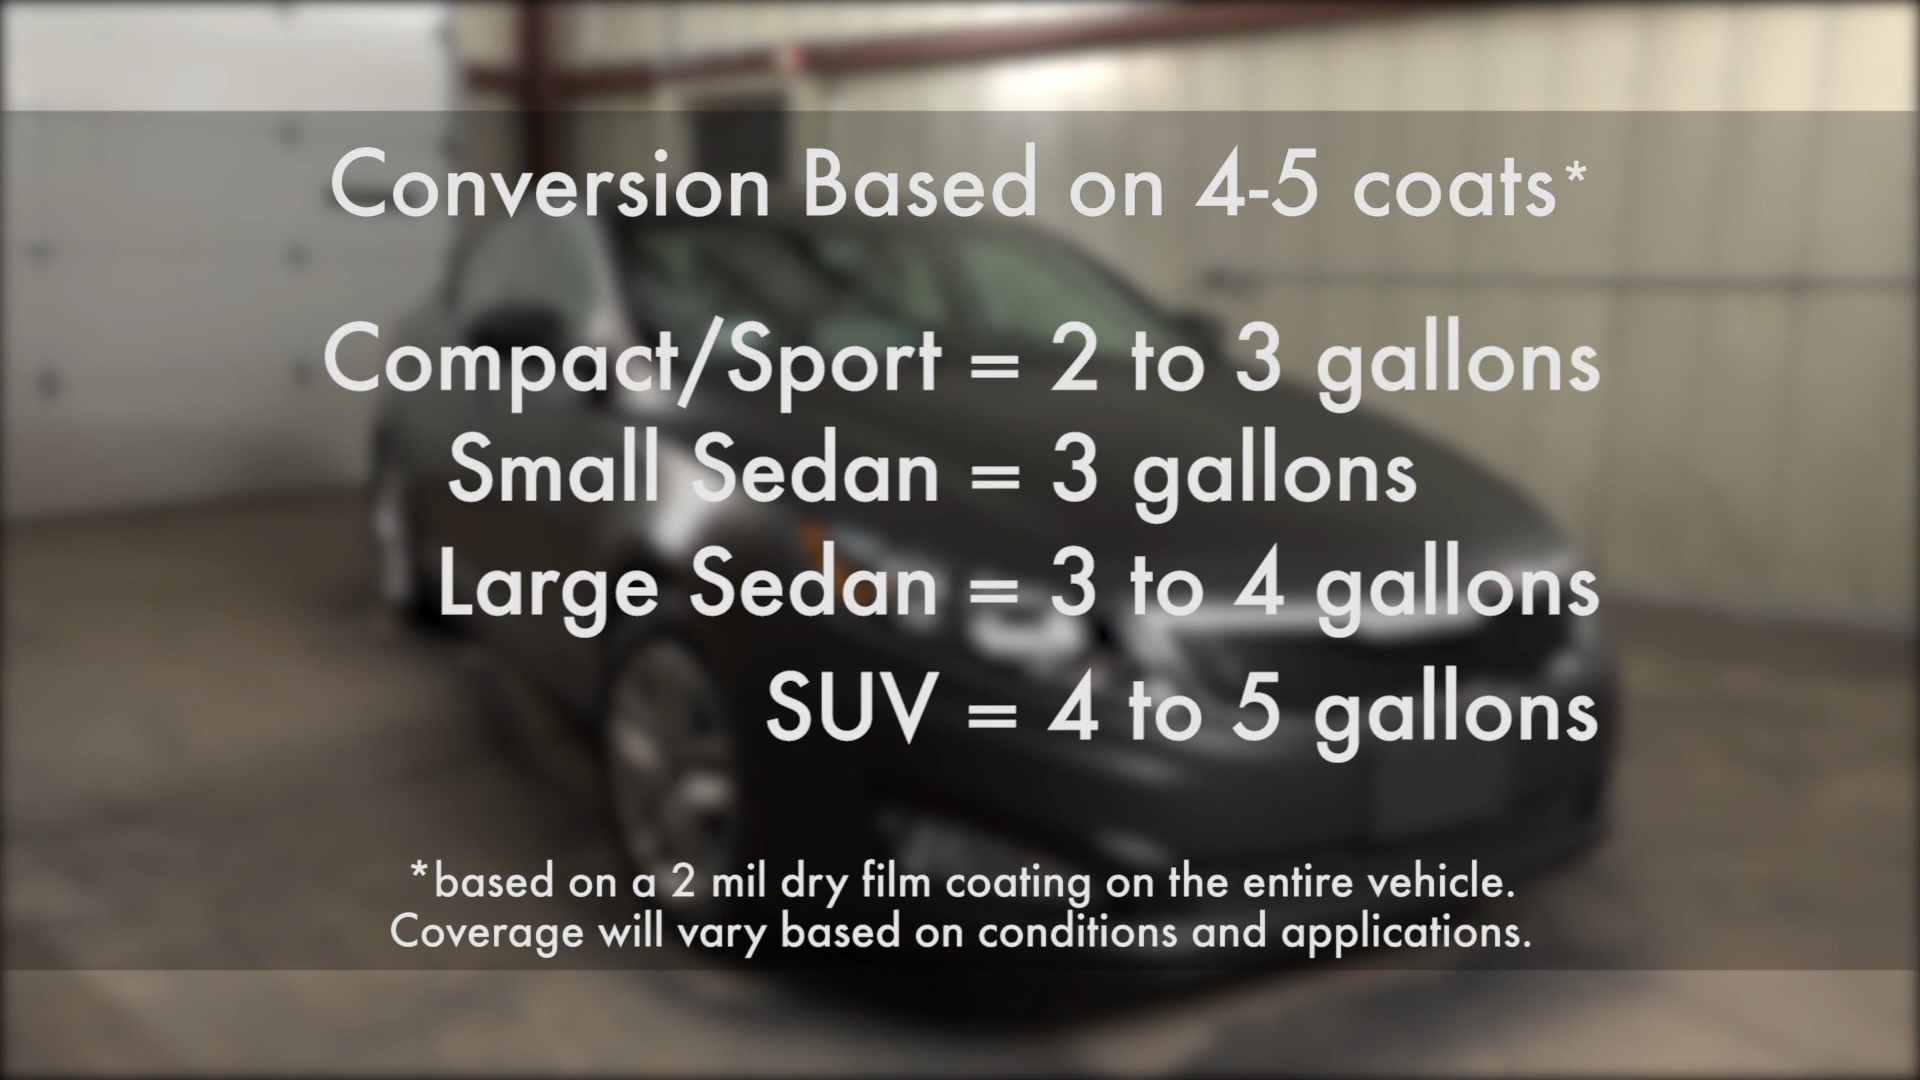 Conversion Based on 4-5 coats*
Compact/Sport = 2 to 3 gallons
Small Sedan = 3 gallons
Large Sedan = 3 to 4 gallons
SUV = 4 to 5 gallons
*based on a 2 mil dry film coating on the entire vehicle.
Coverage will vary based on conditions and applications.